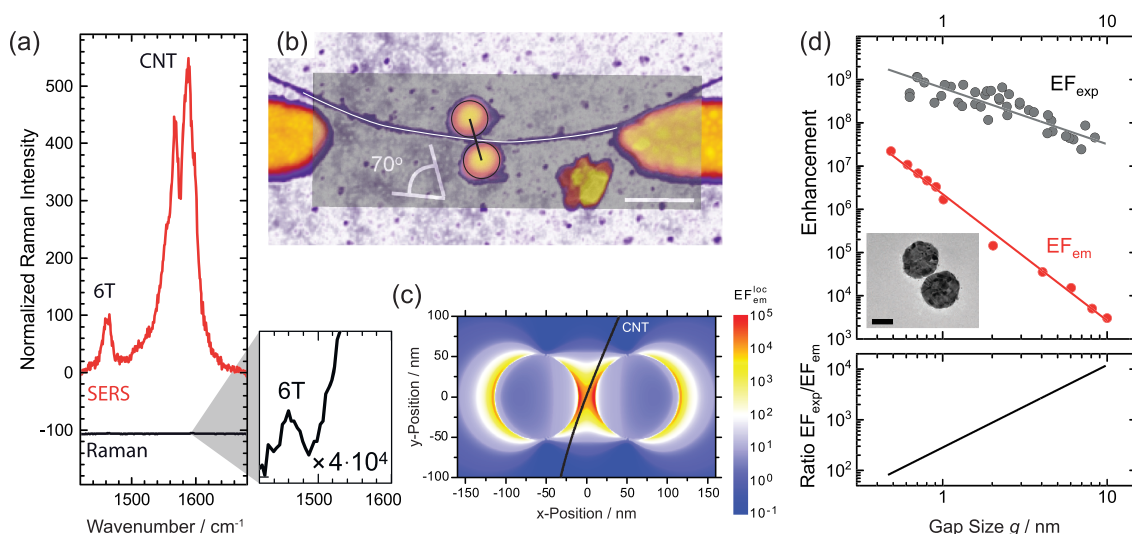 (a)
Normalized Raman Intensity
500
400
300
200
100
0
-100
CNT
6T
SERS
Raman
1500
1600
Wavenumber / cm⁻¹
6T
×4·10⁴
1500
1600
(b)
70°
(c)
y-Position / nm
100
50
0
-50
-100
CNT
-150
-100
-50
0
50
100
150
x-Position / nm
EF_em^loc
10⁵
10⁴
10³
10²
10¹
10⁰
10⁻¹
(d)
1
10
Enhancement
10⁹
10⁸
10⁷
10⁶
10⁵
10⁴
10³
EF_exp
EF_em
Ratio EF_exp/EF_em
10⁴
10³
10²
1
10
Gap Size g / nm